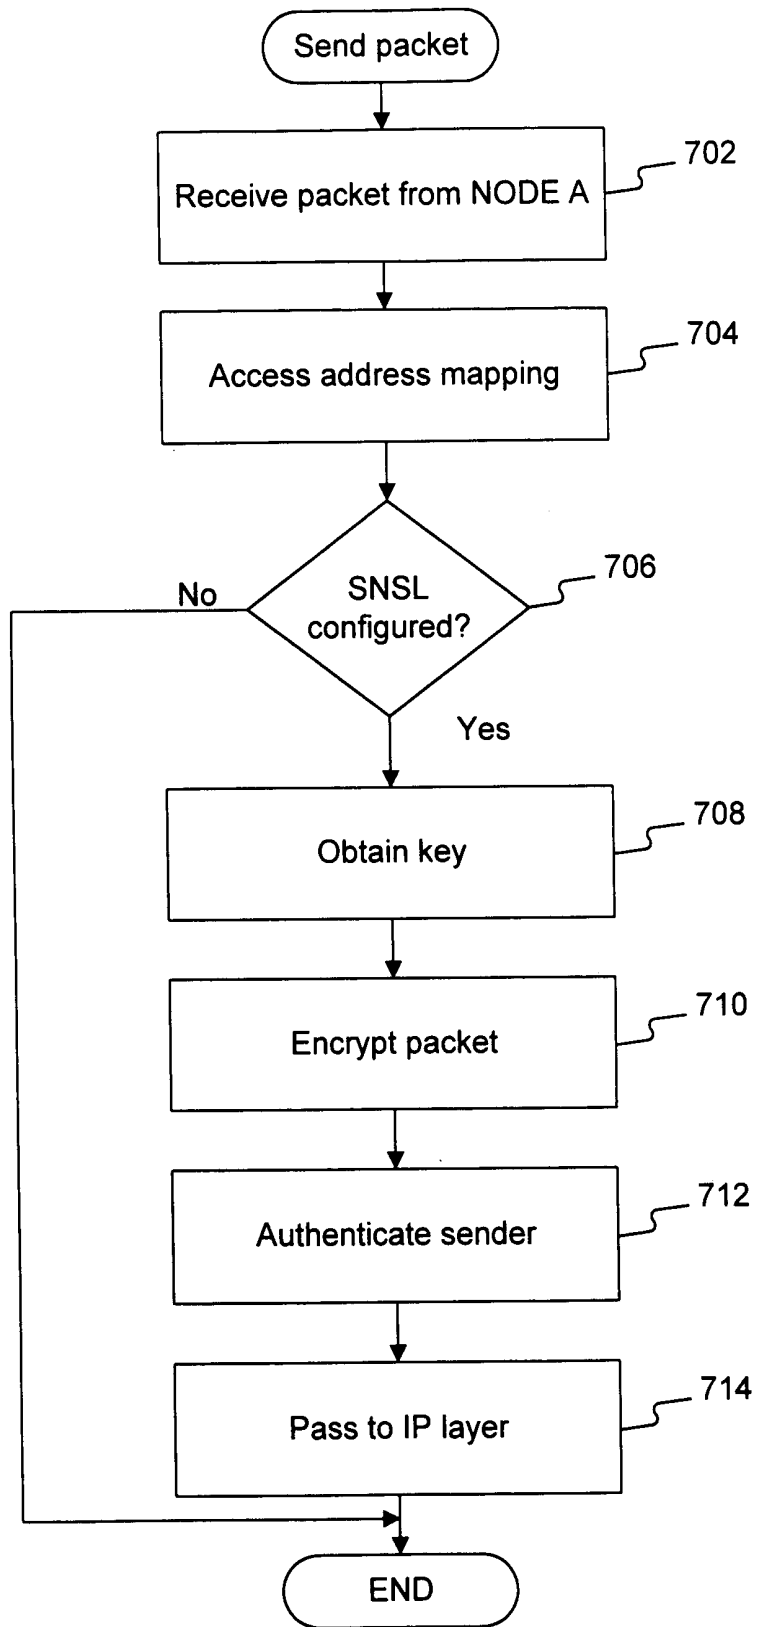 Send packet
702
Receive packet from NODE A
704
Access address mapping
706
No
SNSL
configured?
Yes
708
Obtain key
710
Encrypt packet
712
Authenticate sender
714
Pass to IP layer
END